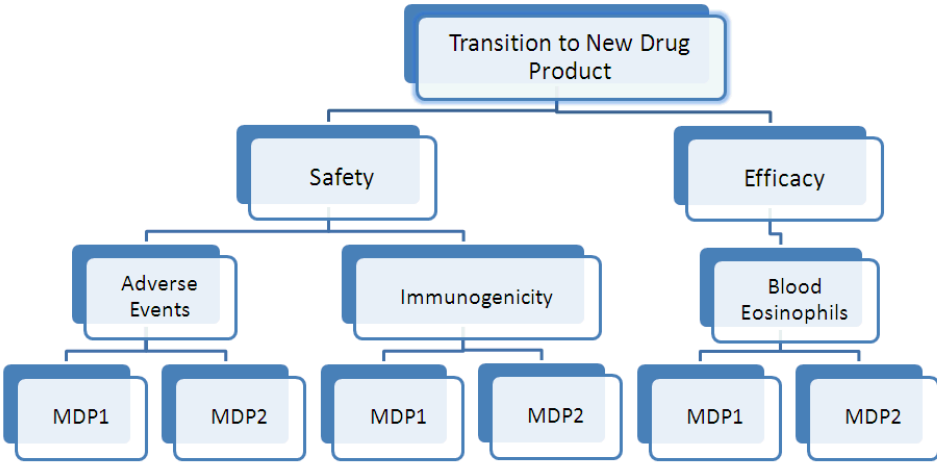 Transition to New Drug
Product
Safety
Efficacy
Adverse
Events
Immunogenicity
Blood
Eosinophils
MDP1
MDP2
MDP1
MDP2
MDP1
MDP2